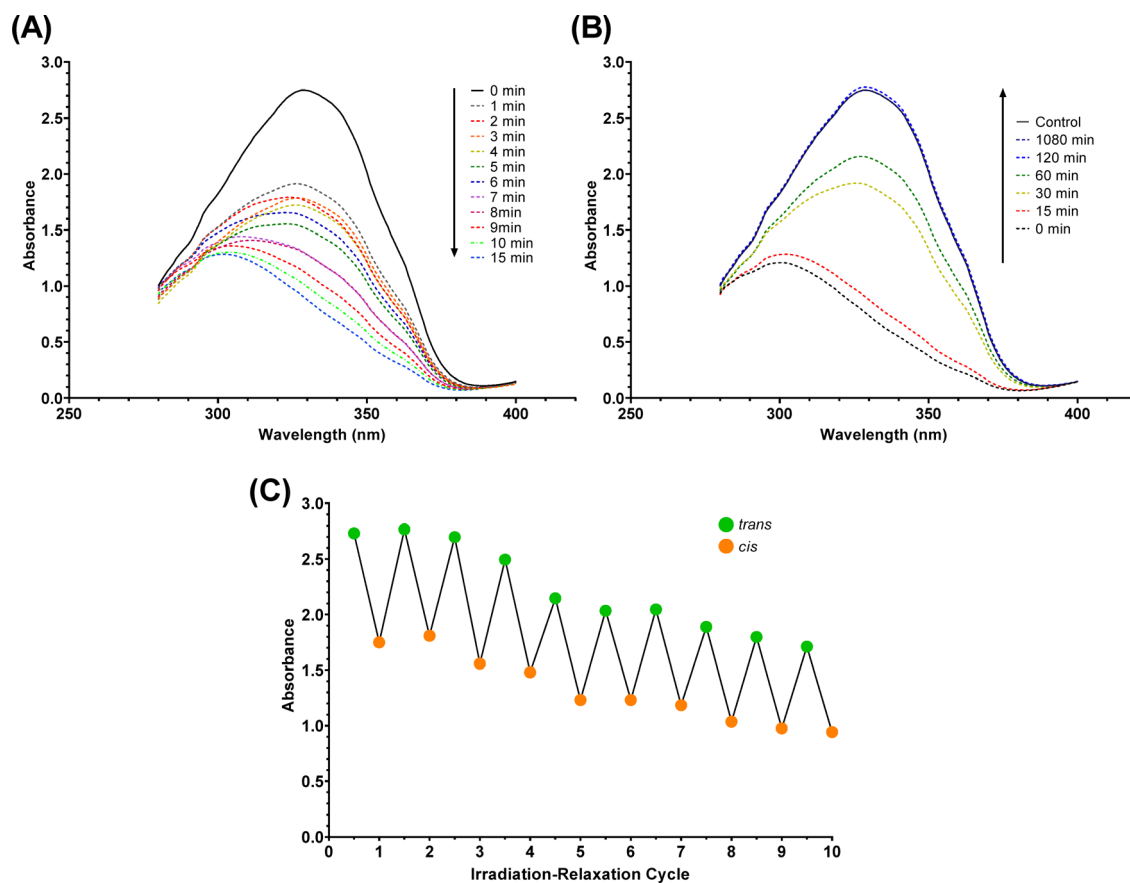 (A)
3.0
2.5
2.0
1.5
1.0
0.5
0.0
Absorbance
250
300
350
400
Wavelength (nm)
0 min
1 min
2 min
3 min
4 min
5 min
6 min
7 min
8min
9min
10 min
15 min
(B)
3.0
2.5
2.0
1.5
1.0
0.5
0.0
Absorbance
250
300
350
400
Wavelength (nm)
Control
1080 min
120 min
60 min
30 min
15 min
0 min
(C)
3.0
2.5
2.0
1.5
1.0
0.5
0.0
Absorbance
0 1 2 3 4 5 6 7 8 9 10
Irradiation-Relaxation Cycle
trans
cis